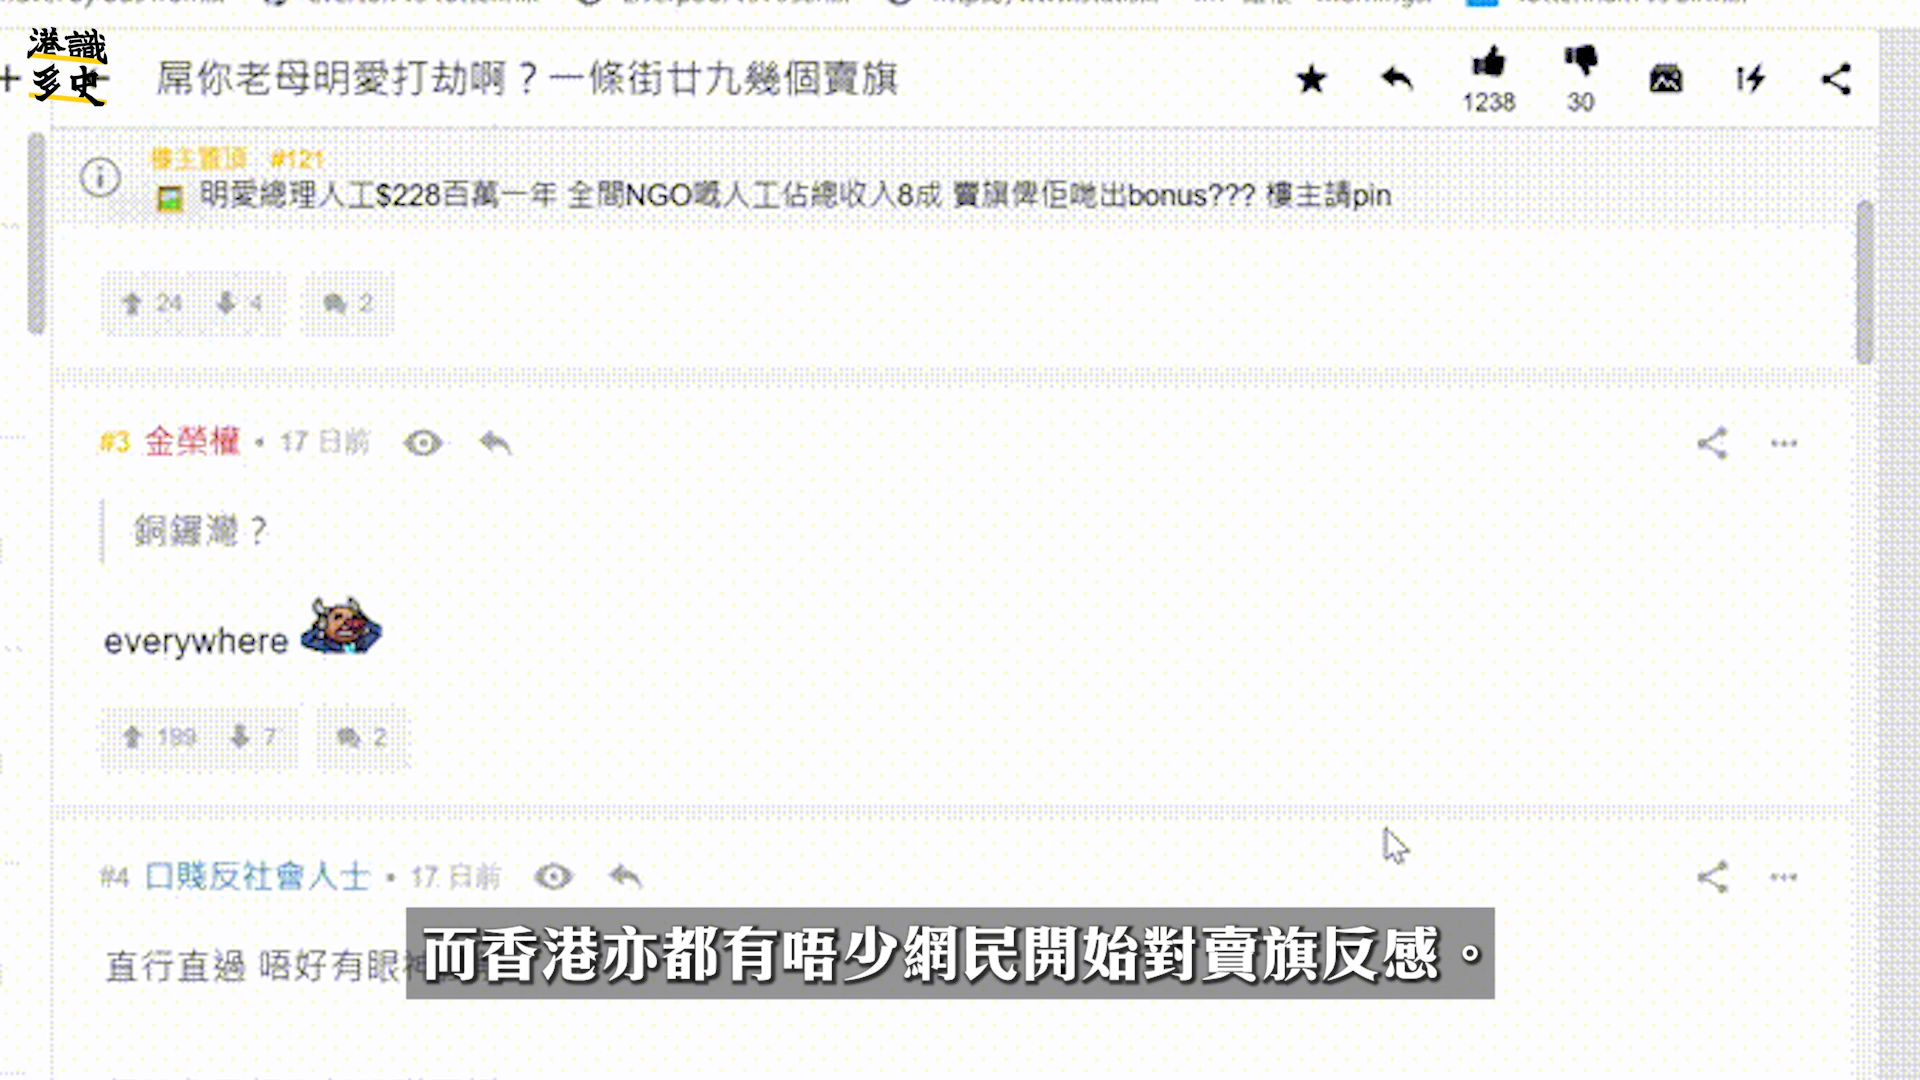 港識
多史
屌你老母明愛打劫啊？一條街廿九幾個賣旗
1238
30
樓主置頂 #121
明愛總理人工$228百萬一年 全間NGO嘅人工佔總收入8成 賣旗俾佢哋出bonus??? 樓主請pin
24 4 2
#3 金榮權 • 17 日前
銅鑼灣？
everywhere
199 7 2
#4 口賤反社會人士 • 17 日前
直行直過 唔好有眼神
而香港亦都有唔少網民開始對賣旗反感。